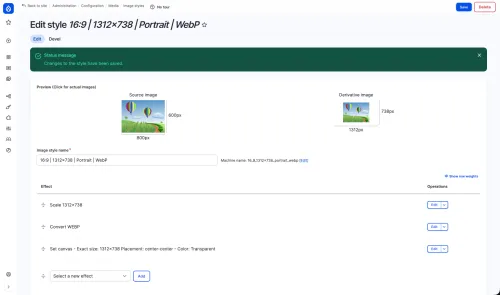 Back to site Administration Configuration Media Image styles No tour
Save Delete
Edit style 16:9 | 1312×738 | Portrait | WebP
Edit Devel
Status message
Changes to the style have been saved.
Preview (Click for actual images)
Source image
600px
800px
Derivative image
738px
1312px
Image style name*
16:9 | 1312×738 | Portrait | WebP
Machine name: 16_9_1312x738_portrait_webp [Edit]
Show row weights
Effect Operations
Scale 1312×738 Edit
Convert WEBP Edit
Set canvas - Exact size: 1312×738 Placement: center-center - Color: Transparent Edit
Select a new effect Add